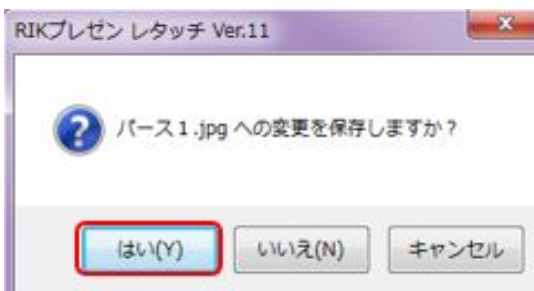 RIKプレゼン レタッチ Ver.11
パース1.jpg への変更を保存しますか?
はい(Y)
いいえ(N)
キャンセル